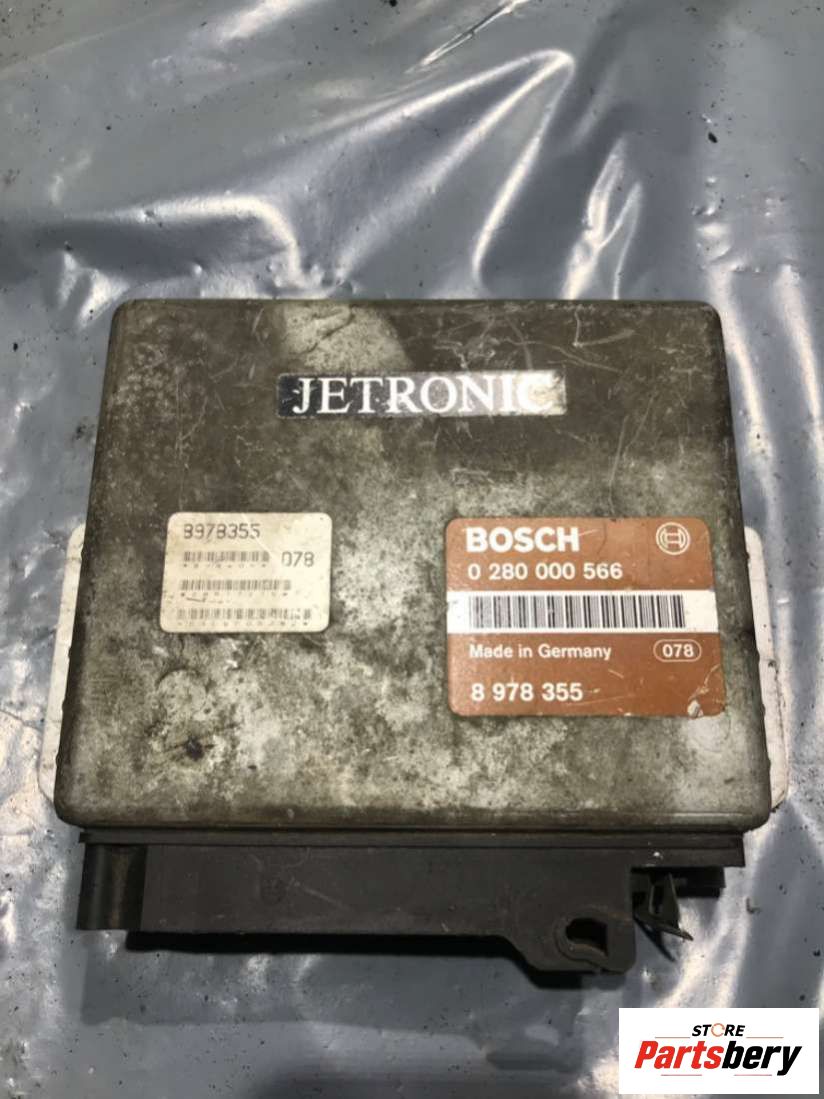 JETRONIC
8978355
078
BOSCH
0 280 000 566
Made in Germany 078
8 978 355
STORE
Partsbery